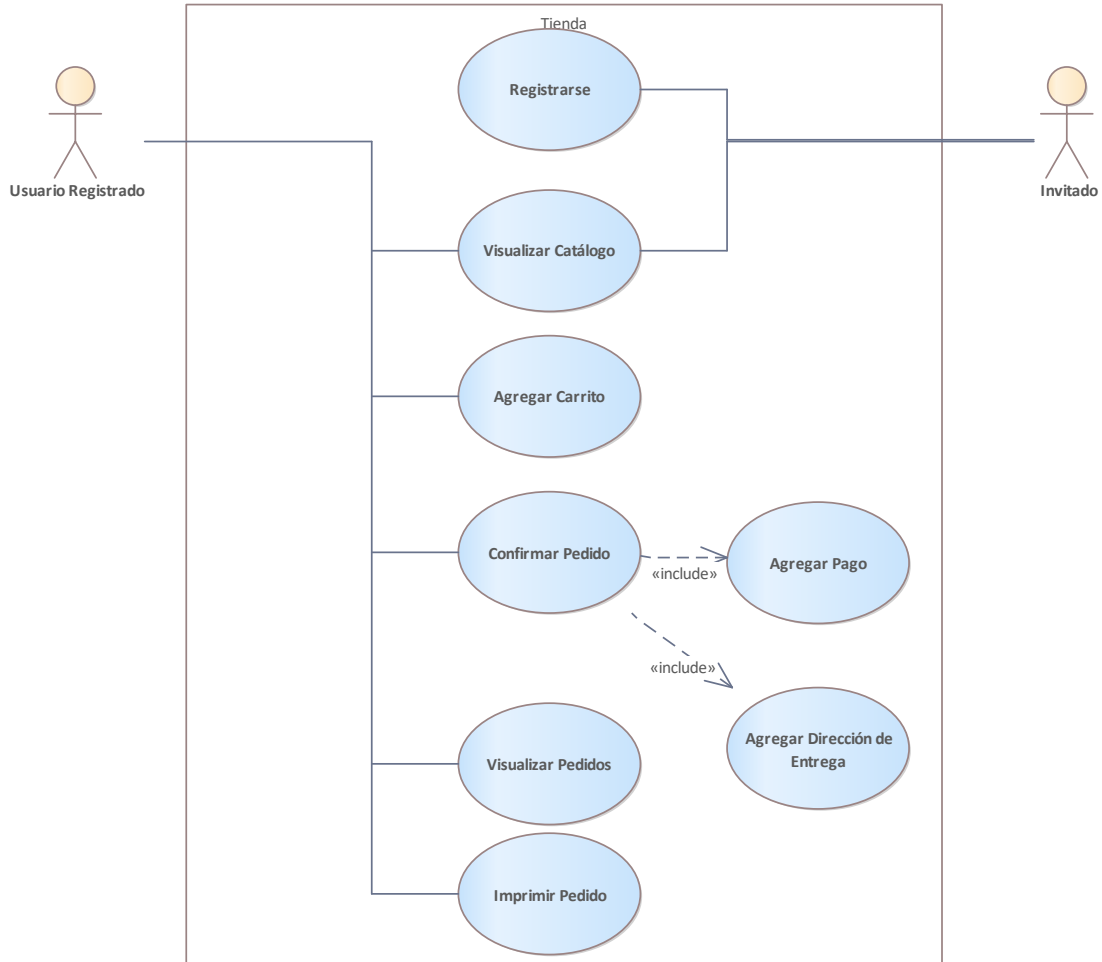 Tienda
Registrarse
Usuario Registrado
Invitado
Visualizar Catálogo
Agregar Carrito
Confirmar Pedido
«include»
Agregar Pago
«include»
Agregar Dirección de
Entrega
Visualizar Pedidos
Imprimir Pedido